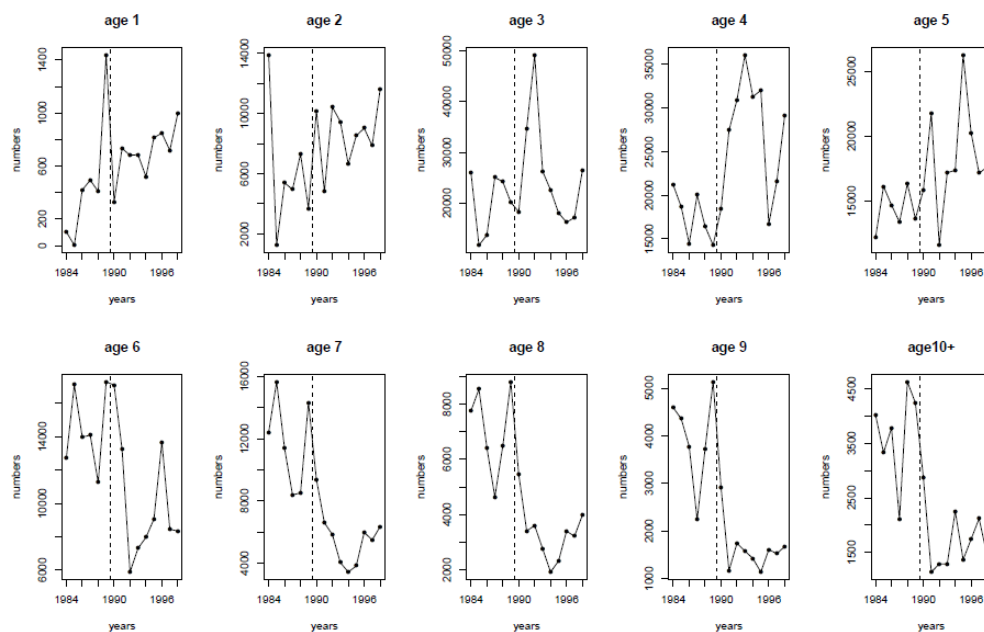 age 1
numbers
1400
1000
600
200
0
1984 1990 1996
years
age 2
numbers
14000
10000
6000
2000
1984 1990 1996
years
age 3
numbers
50000
40000
30000
20000
1984 1990 1996
years
age 4
numbers
35000
30000
25000
20000
15000
1984 1990 1996
years
age 5
numbers
25000
20000
15000
1984 1990 1996
years
age 6
numbers
14000
10000
6000
1984 1990 1996
years
age 7
numbers
16000
12000
8000
4000
1984 1990 1996
years
age 8
numbers
8000
6000
4000
2000
1984 1990 1996
years
age 9
numbers
5000
4000
3000
2000
1000
1984 1990 1996
years
age10+
numbers
4500
3500
2500
1500
1984 1990 1996
years